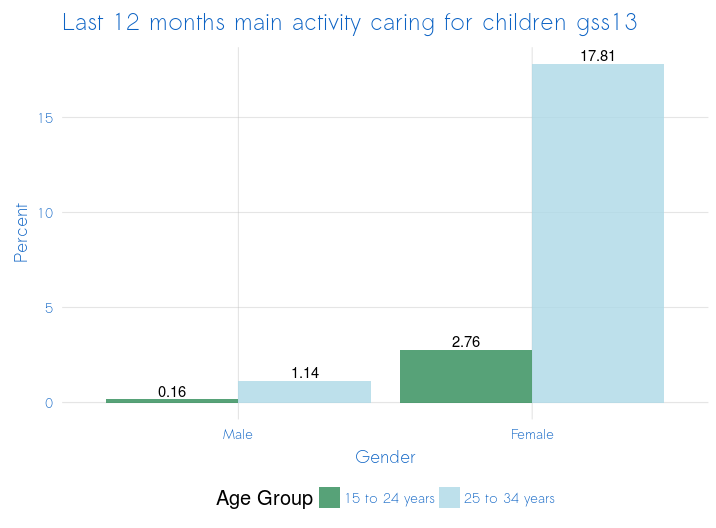 Last 12 months main activity caring for children gss13
17.81
15
10
Percent
5
2.76
1.14
0.16
0
Male Female
Gender
Age Group 15 to 24 years 25 to 34 years